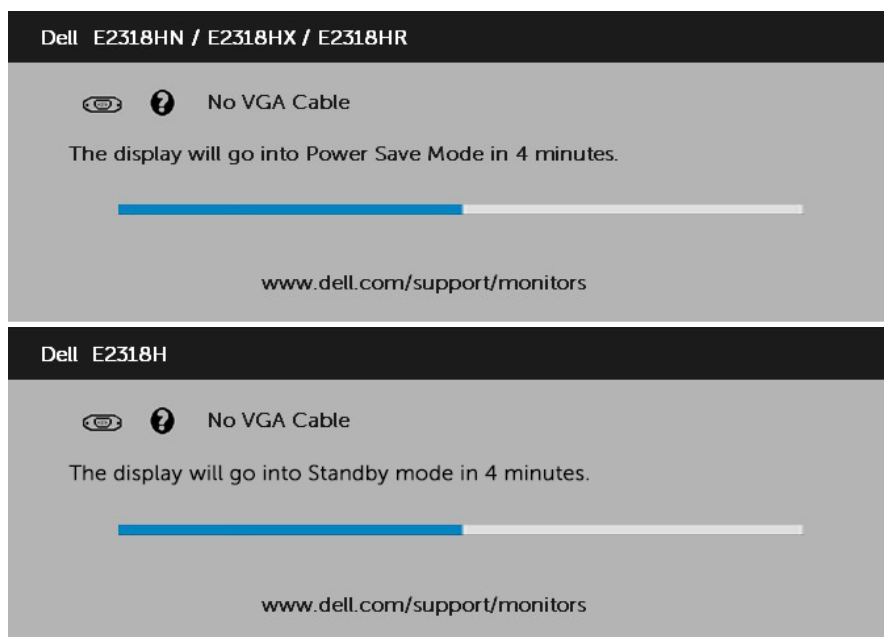 Dell E2318HN / E2318HX / E2318HR
No VGA Cable
The display will go into Power Save Mode in 4 minutes.
www.dell.com/support/monitors
Dell E2318H
No VGA Cable
The display will go into Standby mode in 4 minutes.
www.dell.com/support/monitors